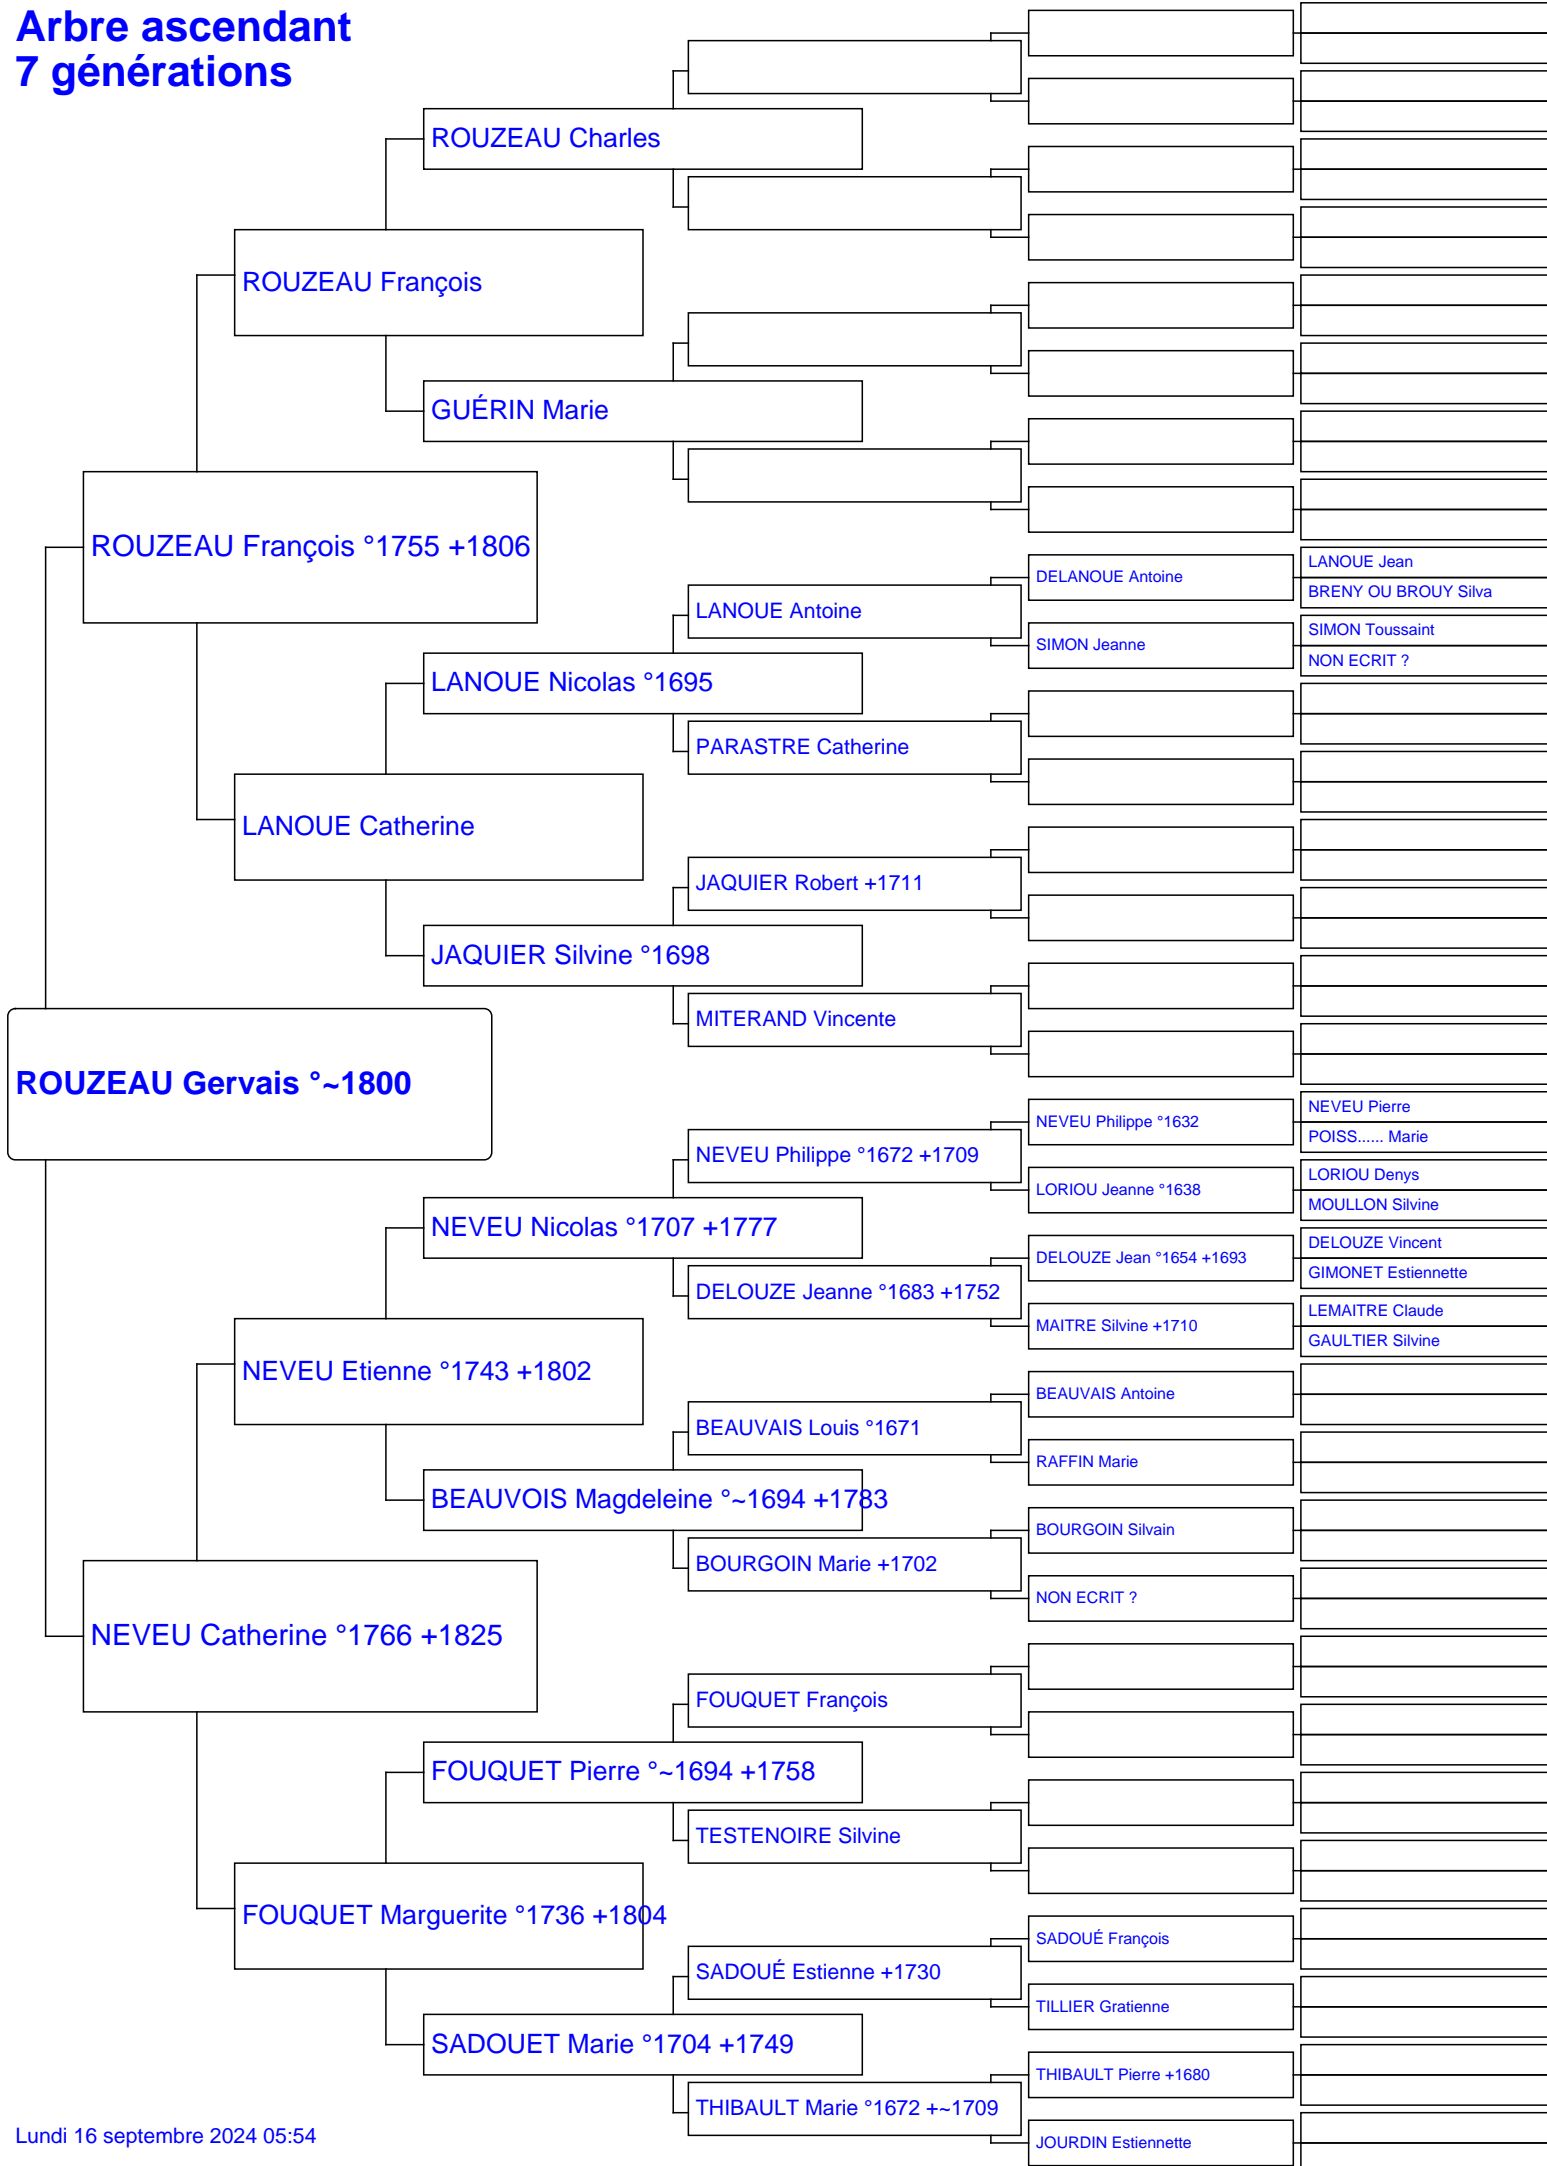 Arbre ascendant
7 générations
ROUZEAU Charles
ROUZEAU François
GUÉRIN Marie
ROUZEAU François °1755 +1806
LANOUE Jean
DELANOUE Antoine
BRENY OU BROUY Silva
LANOUE Antoine
SIMON Toussaint
SIMON Jeanne
NON ECRIT ?
LANOUE Nicolas °1695
PARASTRE Catherine
LANOUE Catherine
JAQUIER Robert +1711
JAQUIER Silvine °1698
MITERAND Vincente
ROUZEAU Gervais °~1800
NEVEU Pierre
NEVEU Philippe °1632
POISS...... Marie
NEVEU Philippe °1672 +1709
LORIOU Denys
LORIOU Jeanne °1638
MOULLON Silvine
NEVEU Nicolas °1707 +1777
DELOUZE Vincent
DELOUZE Jean °1654 +1693
GIMONET Estiennette
DELOUZE Jeanne °1683 +1752
LEMAITRE Claude
MAITRE Silvine +1710
GAULTIER Silvine
NEVEU Etienne °1743 +1802
BEAUVAIS Antoine
BEAUVAIS Louis °1671
RAFFIN Marie
BEAUVOIS Magdeleine °~1694 +1783
BOURGOIN Silvain
BOURGOIN Marie +1702
NON ECRIT ?
NEVEU Catherine °1766 +1825
FOUQUET François
FOUQUET Pierre °~1694 +1758
TESTENOIRE Silvine
FOUQUET Marguerite °1736 +1804
SADOUÉ François
SADOUÉ Estienne +1730
TILLIER Gratienne
SADOUET Marie °1704 +1749
THIBAULT Pierre +1680
THIBAULT Marie °1672 +~1709
JOURDIN Estiennette
Lundi 16 septembre 2024 05:54